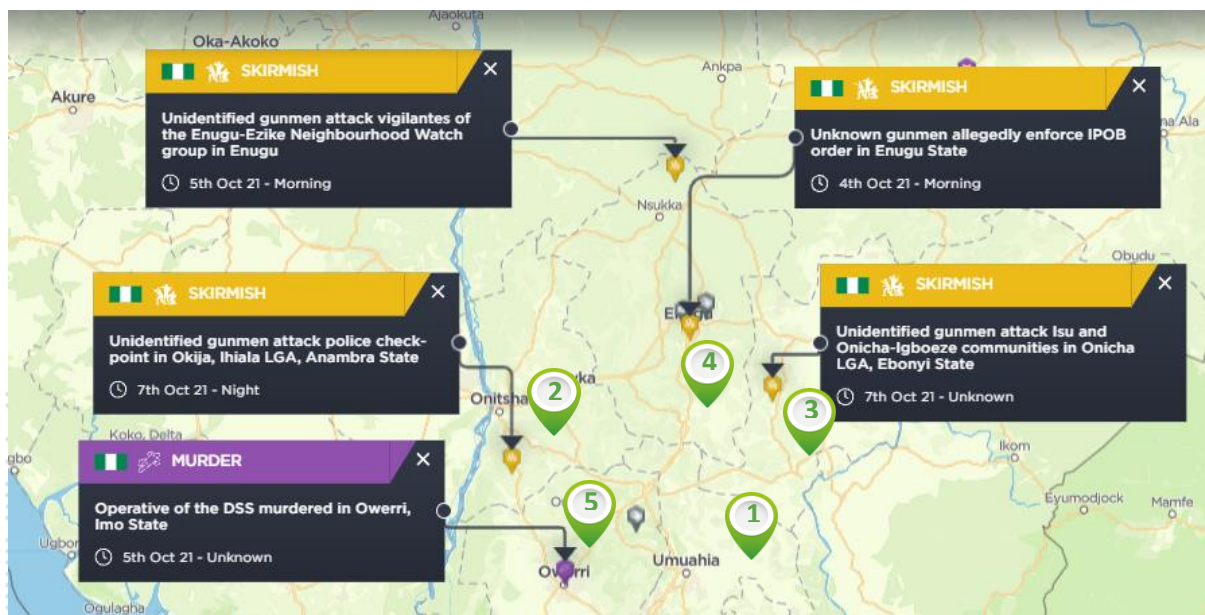 Ajaokuta
Oka-Akoko
Akure
Ankpa
SKIRMISH
Unidentified gunmen attack vigilantes of
the Enugu-Ezike Neighbourhood Watch
group in Enugu
5th Oct 21 - Morning
SKIRMISH
Unknown gunmen allegedly enforce IPOB
order in Enugu State
4th Oct 21 - Morning
na Ala
Nsukka
Obudu
SKIRMISH
Unidentified gunmen attack police check-
point in Okija, Ihiala LGA, Anambra State
7th Oct 21 - Night
SKIRMISH
Unidentified gunmen attack Isu and
Onicha-Igboeze communities in Onicha
LGA, Ebonyi State
7th Oct 21 - Unknown
4
2
yka
Onitsha
3
Koko, Delta
Ikom
gbo
MURDER
Operative of the DSS murdered in Owerri,
Imo State
5th Oct 21 - Unknown
5
1
Eyumodjock
Mamfe
Umuahia
Ogulagha